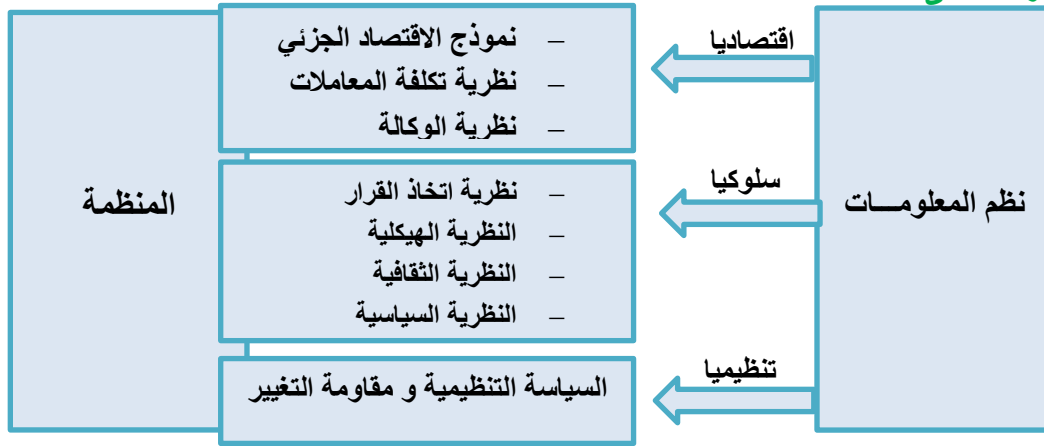 نظم المعلومـــات
اقتصاديا
– نموذج الاقتصاد الجزئي
– نظرية تكلفة المعاملات
– نظرية الوكالة
سلوكيا
– نظرية اتخاذ القرار
– النظرية الهيكلية
– النظرية الثقافية
– النظرية السياسية
تنظيميا
السياسة التنظيمية و مقاومة التغيير
المنظمة